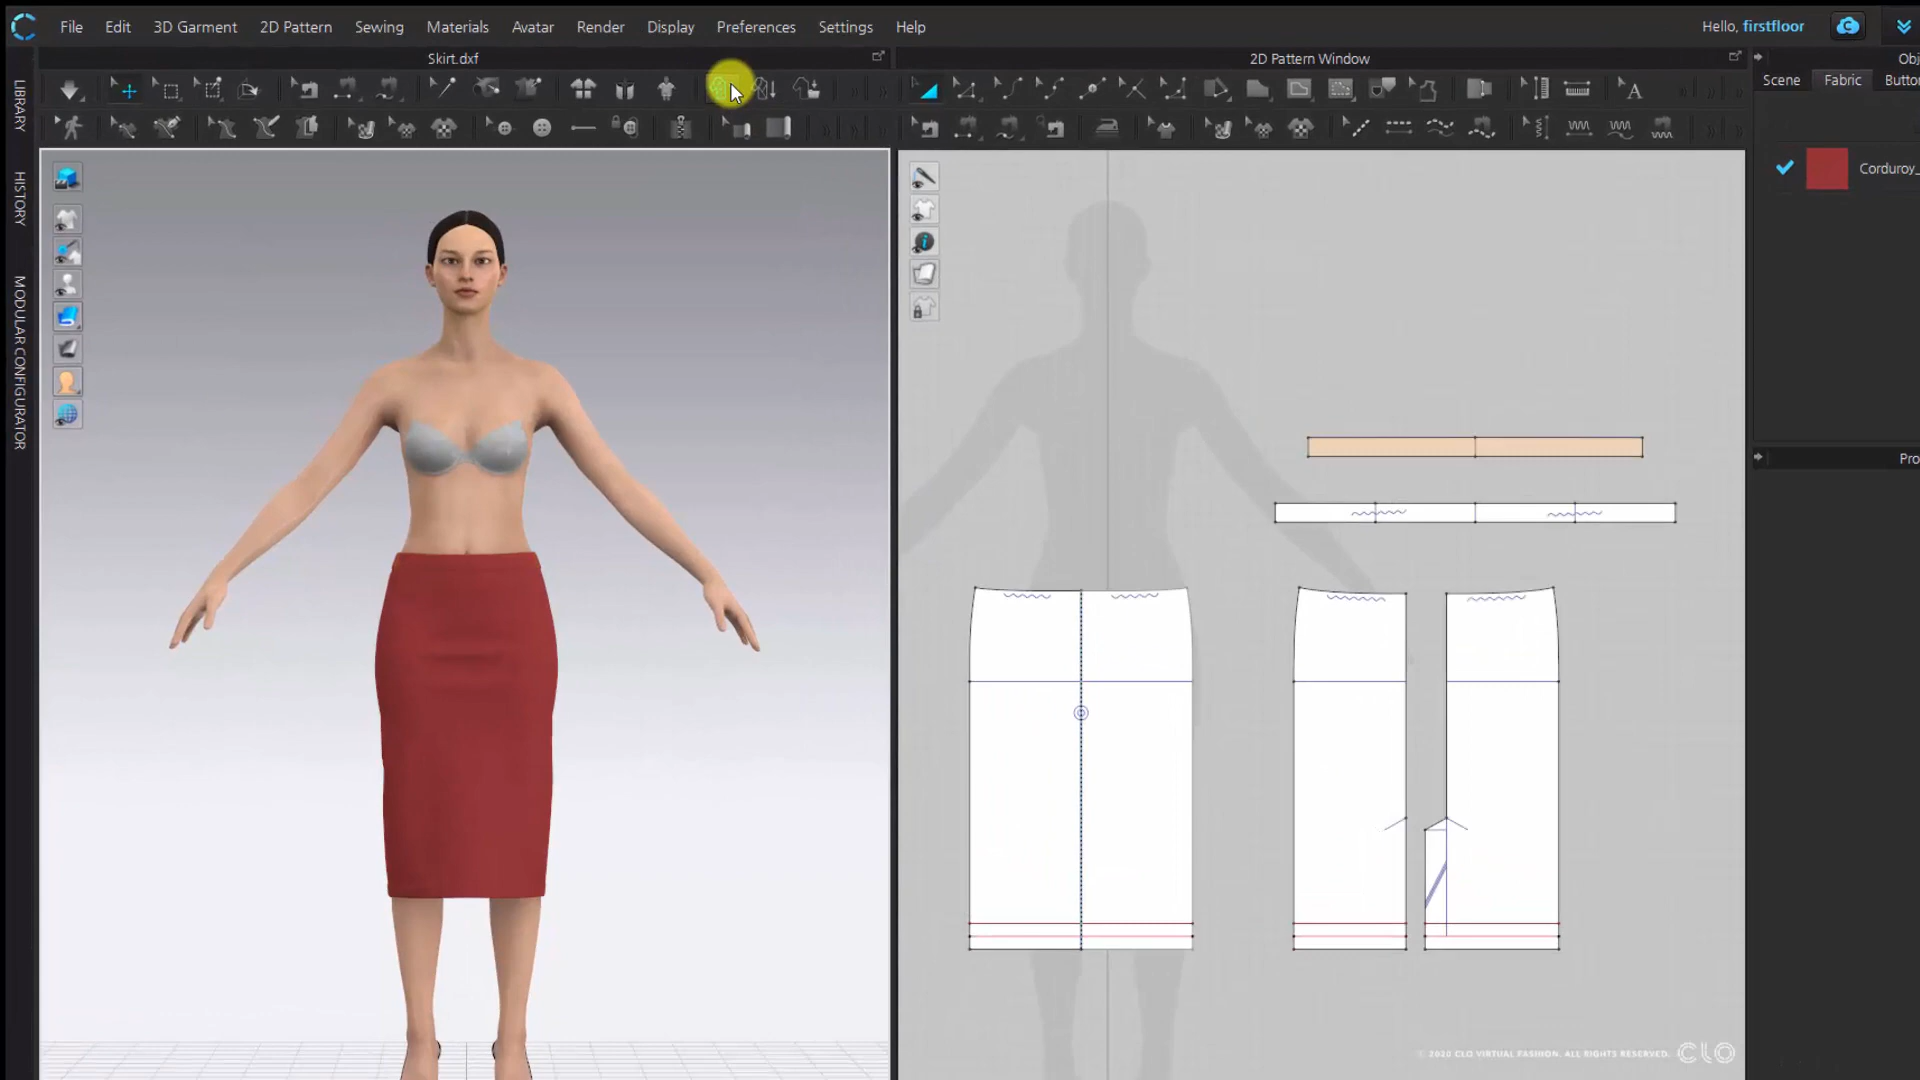 File Edit 3D Garment 2D Pattern Sewing Materials Avatar Render Display Preferences Settings Help
Hello, firstfloor
Skirt.dxf
2D Pattern Window
Obj
Scene Fabric Button
Corduroy_
LIBRARY
HISTORY
MODULAR CONFIGURATOR
Pro
© 2020 CLO VIRTUAL FASHION. ALL RIGHTS RESERVED. CLO